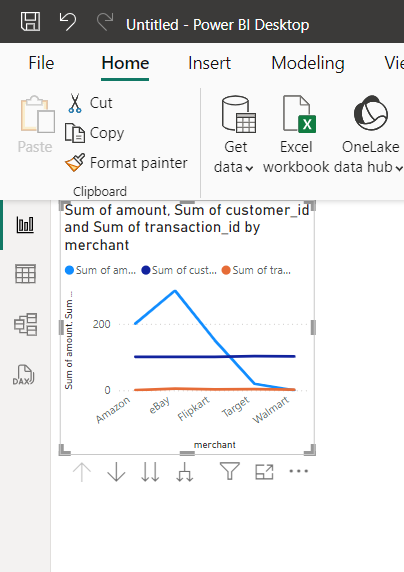 Untitled - Power BI Desktop
File Home Insert Modeling Vie
Cut
Copy
Format painter
Paste
Clipboard
Get data
Excel workbook
OneLake data hub
Sum of amount, Sum of customer_id
and Sum of transaction_id by
merchant
Sum of am... Sum of cust... Sum of tra...
Sum of amount, Sum ...
200
0
Amazon eBay Flipkart Target Walmart
merchant
DAX